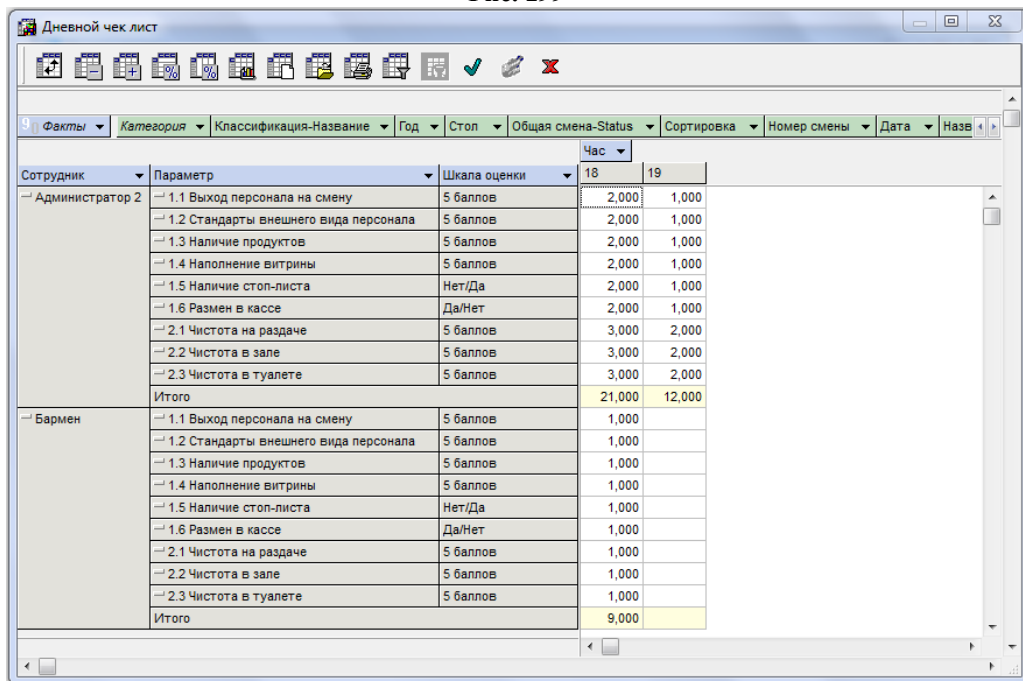 Дневной чек лист
Факты Категория Классификация-Название Год Стол Общая смена-Status Сортировка Номер смены Дата Назв
Час
Сотрудник Параметр Шкала оценки 18 19
Администратор 2 1.1 Выход персонала на смену 5 баллов 2,000 1,000
1.2 Стандарты внешнего вида персонала 5 баллов 2,000 1,000
1.3 Наличие продуктов 5 баллов 2,000 1,000
1.4 Наполнение витрины 5 баллов 2,000 1,000
1.5 Наличие стоп-листа Нет/Да 2,000 1,000
1.6 Размен в кассе Да/Нет 2,000 1,000
2.1 Чистота на раздаче 5 баллов 3,000 2,000
2.2 Чистота в зале 5 баллов 3,000 2,000
2.3 Чистота в туалете 5 баллов 3,000 2,000
Итого 21,000 12,000
Бармен 1.1 Выход персонала на смену 5 баллов 1,000
1.2 Стандарты внешнего вида персонала 5 баллов 1,000
1.3 Наличие продуктов 5 баллов 1,000
1.4 Наполнение витрины 5 баллов 1,000
1.5 Наличие стоп-листа Нет/Да 1,000
1.6 Размен в кассе Да/Нет 1,000
2.1 Чистота на раздаче 5 баллов 1,000
2.2 Чистота в зале 5 баллов 1,000
2.3 Чистота в туалете 5 баллов 1,000
Итого 9,000